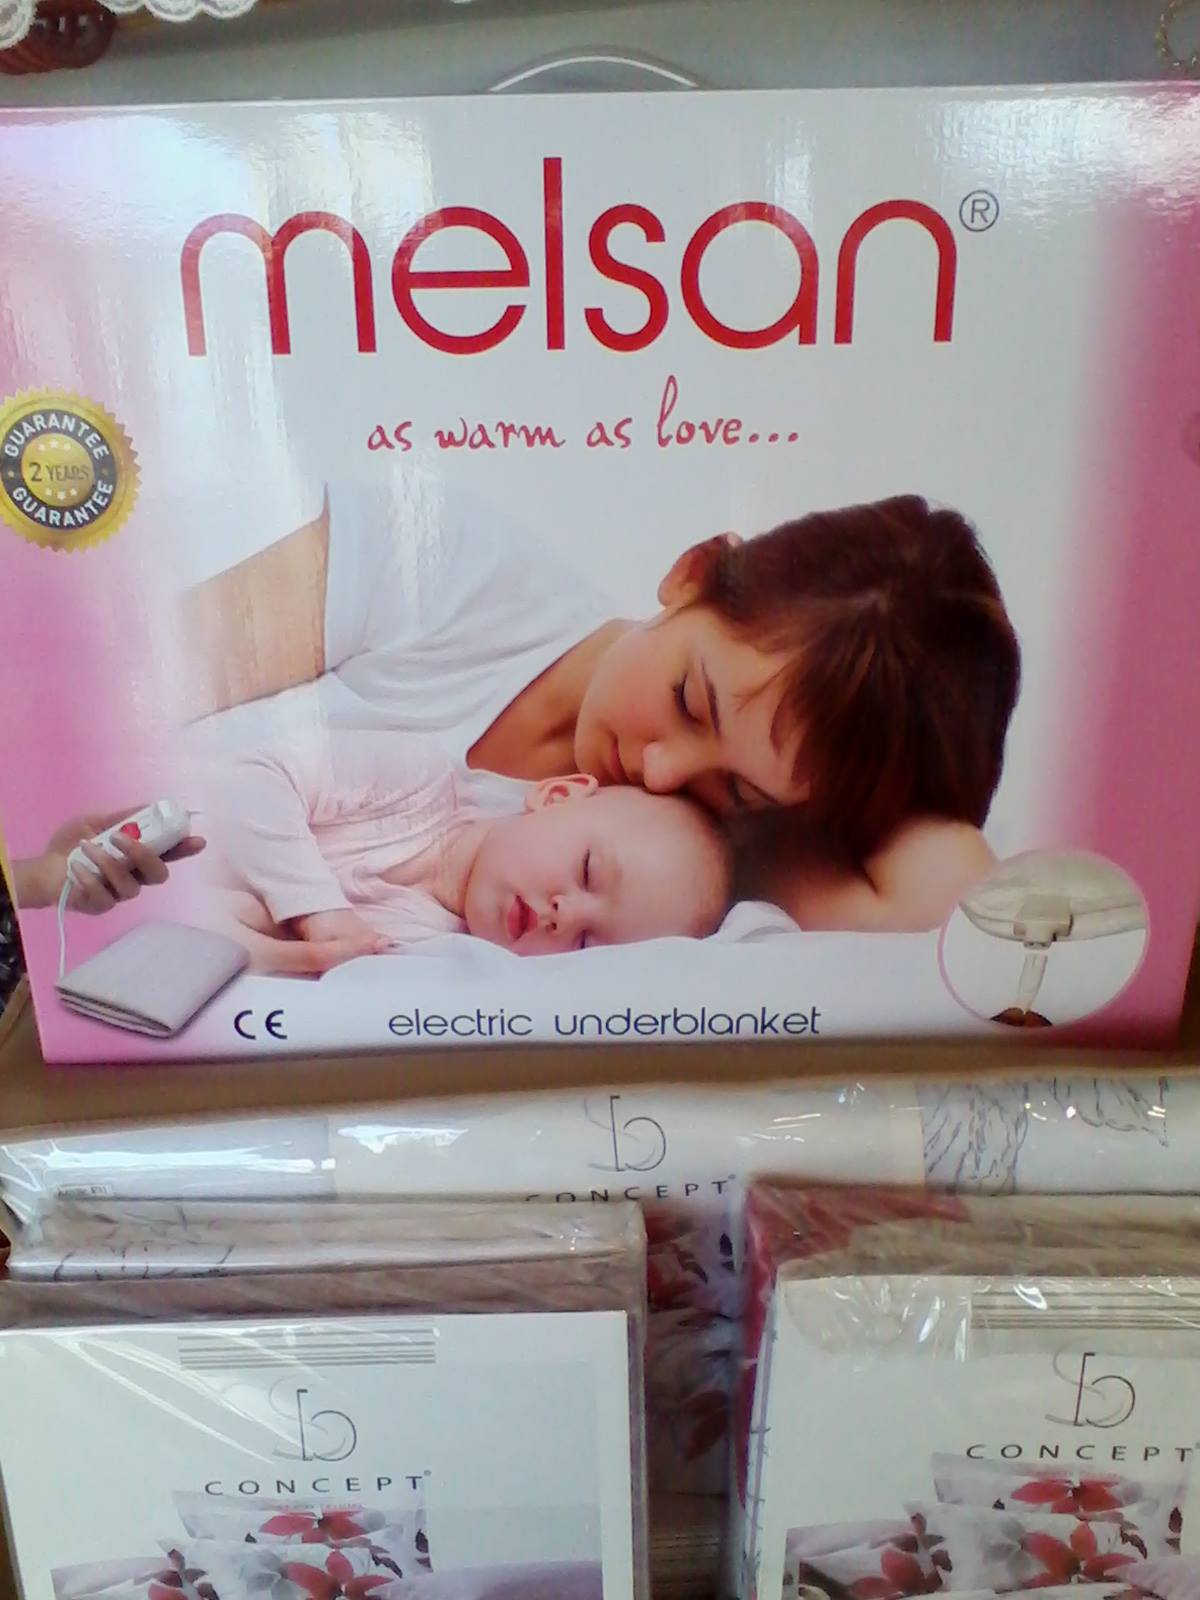 melsan®
as warm as love...
GUARANTEE
2 YEARS
GUARANTEE
CE
electric underblanket
CONCEPT
CONCEPT
CONCEPT